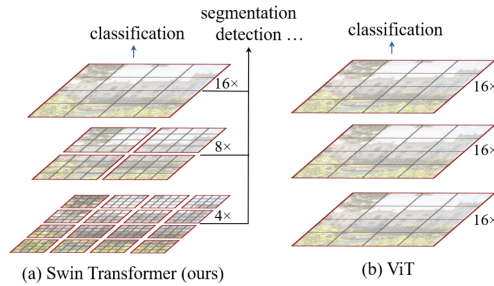 segmentation
classification
detection ...
classification
16×
16×
8×
16×
4×
16×
(a) Swin Transformer (ours)
(b) ViT